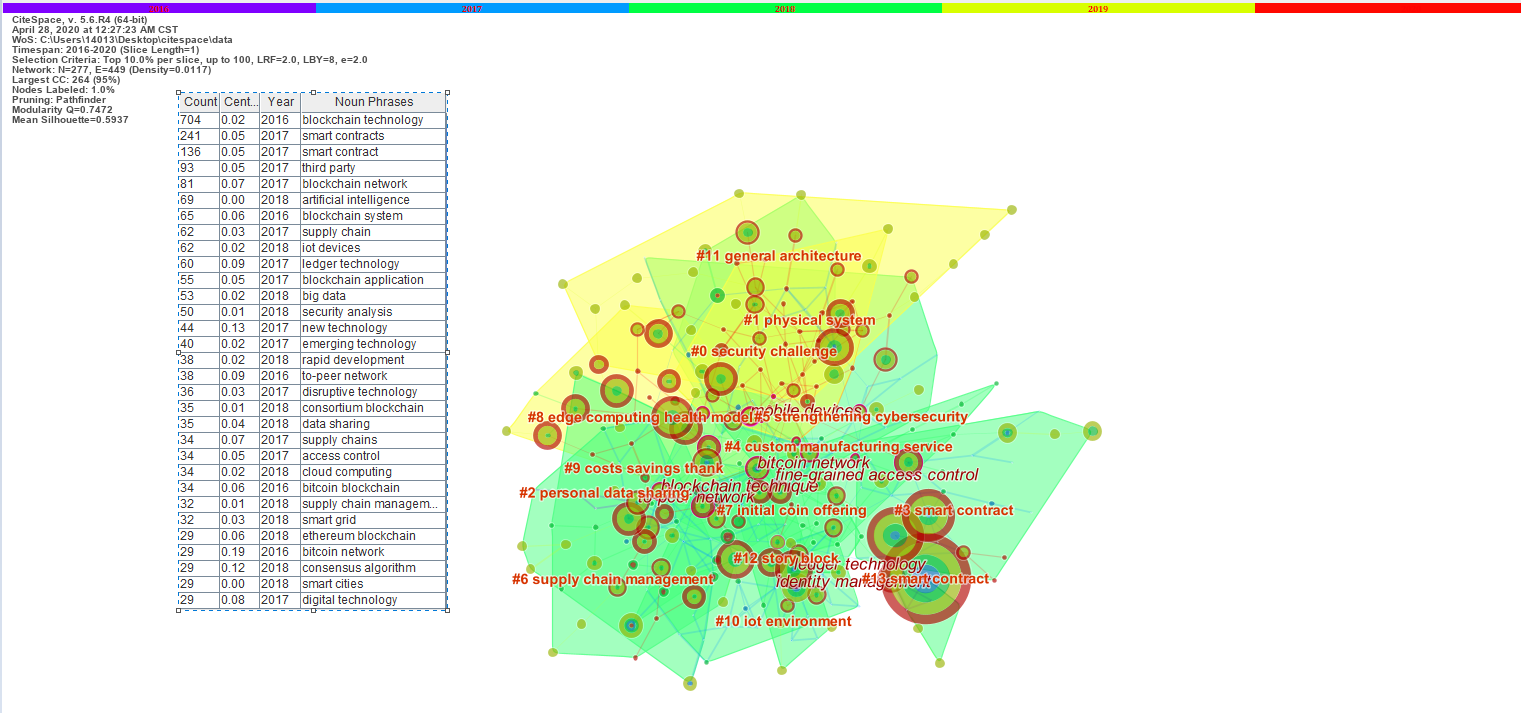 2016 2017 2018 2019
CiteSpace, v. 5.6.R4 (64-bit)
April 28, 2020 at 12:27:23 AM CST
WoS: C:\Users\14013\Desktop\citespace\data
Timespan: 2016-2020 (Slice Length=1)
Selection Criteria: Top 10.0% per slice, up to 100, LRF=2.0, LBY=8, e=2.0
Network: N=277, E=449 (Density=0.0117)
Largest CC: 264 (95%)
Nodes Labeled: 1.0%
Pruning: Pathfinder
Modularity Q=0.7472
Mean Silhouette=0.5937
Count Cent... Year Noun Phrases
704 0.02 2016 blockchain technology
241 0.05 2017 smart contracts
136 0.05 2017 smart contract
93 0.05 2017 third party
81 0.07 2017 blockchain network
69 0.00 2018 artificial intelligence
65 0.06 2016 blockchain system
62 0.03 2017 supply chain
62 0.02 2018 iot devices
60 0.09 2017 ledger technology
55 0.05 2017 blockchain application
53 0.02 2018 big data
50 0.01 2018 security analysis
44 0.13 2017 new technology
40 0.02 2017 emerging technology
38 0.02 2018 rapid development
38 0.09 2016 to-peer network
36 0.03 2017 disruptive technology
35 0.01 2018 consortium blockchain
35 0.04 2018 data sharing
34 0.07 2017 supply chains
34 0.05 2017 access control
34 0.02 2018 cloud computing
34 0.06 2016 bitcoin blockchain
32 0.01 2018 supply chain managem...
32 0.03 2018 smart grid
29 0.06 2018 ethereum blockchain
29 0.19 2016 bitcoin network
29 0.12 2018 consensus algorithm
29 0.00 2018 smart cities
29 0.08 2017 digital technology
#11 general architecture
#1 physical system
#0 security challenge
mobile devices
#8 edge computing health model #5 strengthening cybersecurity
#4 custom manufacturing service
bitcoin network
#9 costs savings thank
fine-grained access control
blockchain technique
#2 personal data sharing
to-peer network
#7 initial coin offering
#3 smart contract
#12 story block
ledger technology
#6 supply chain management
identity management
#13 smart contract
#10 iot environment